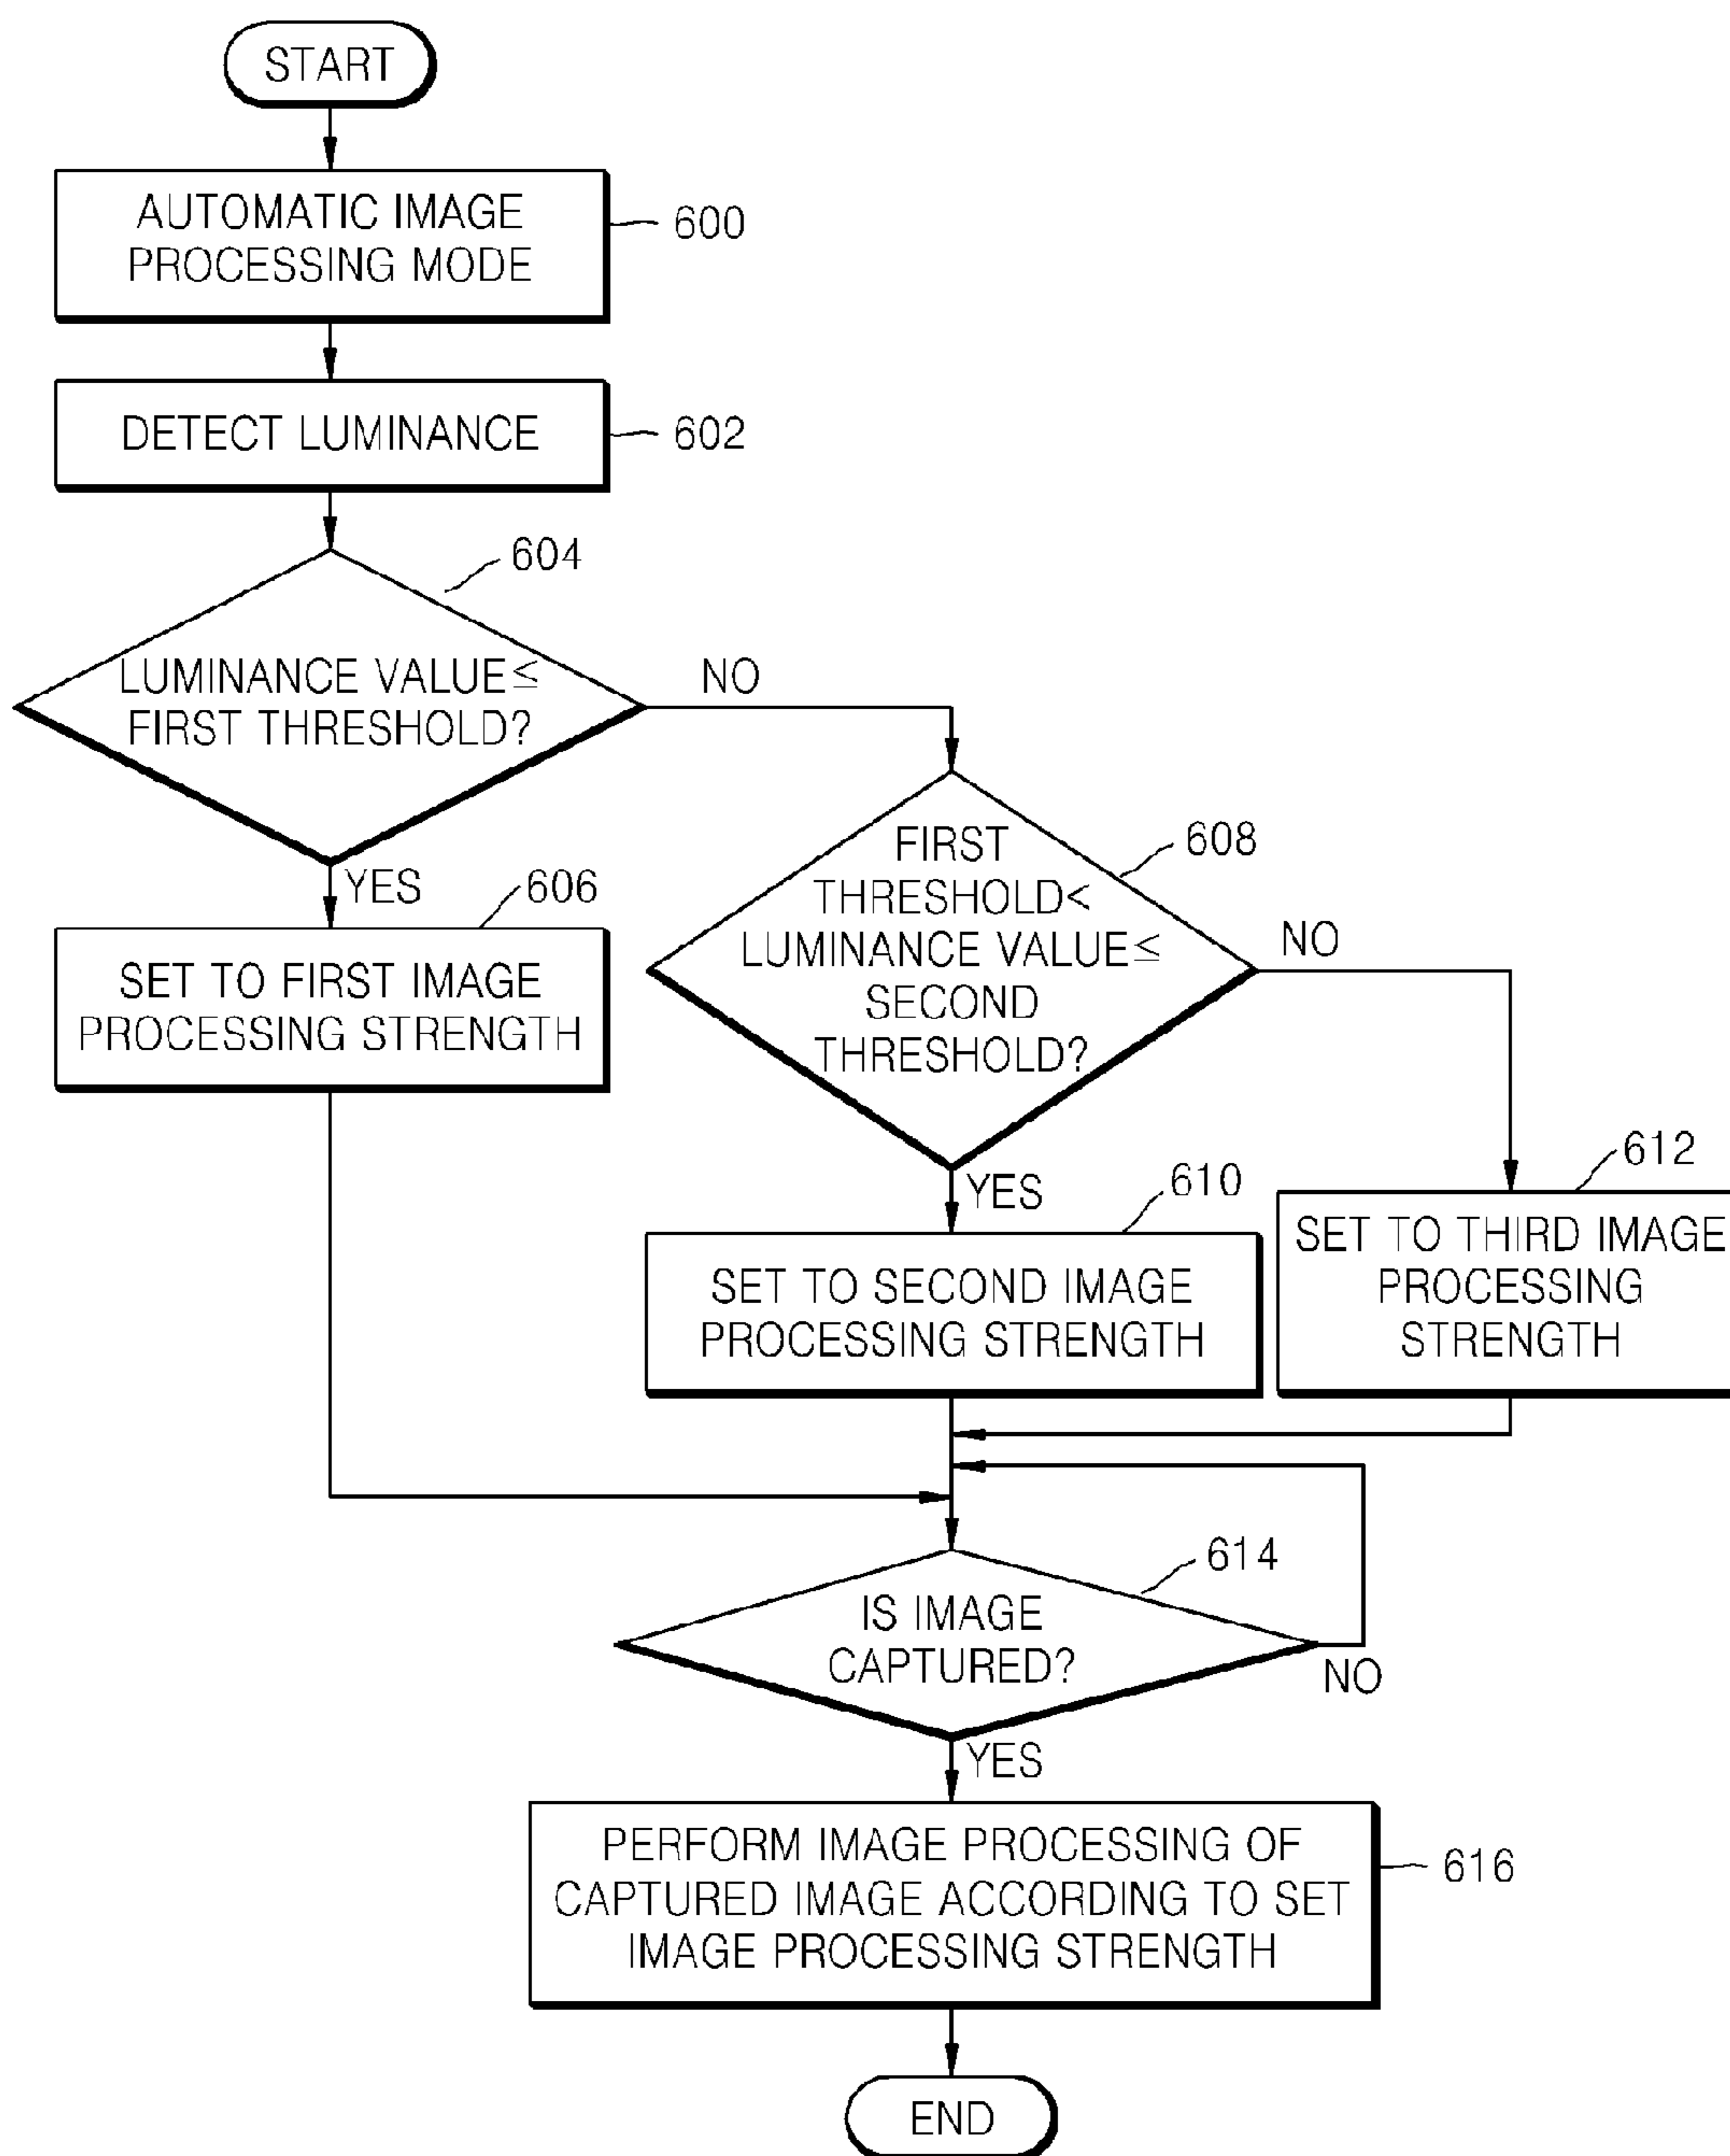 START
AUTOMATIC IMAGE
PROCESSING MODE
600
DETECT LUMINANCE
602
604
LUMINANCE VALUE≤
FIRST THRESHOLD?
NO
YES
606
SET TO FIRST IMAGE
PROCESSING STRENGTH
608
FIRST
THRESHOLD<
LUMINANCE VALUE≤
SECOND
THRESHOLD?
NO
YES
610
SET TO SECOND IMAGE
PROCESSING STRENGTH
612
SET TO THIRD IMAGE
PROCESSING
STRENGTH
614
IS IMAGE
CAPTURED?
NO
YES
PERFORM IMAGE PROCESSING OF
CAPTURED IMAGE ACCORDING TO SET
IMAGE PROCESSING STRENGTH
616
END